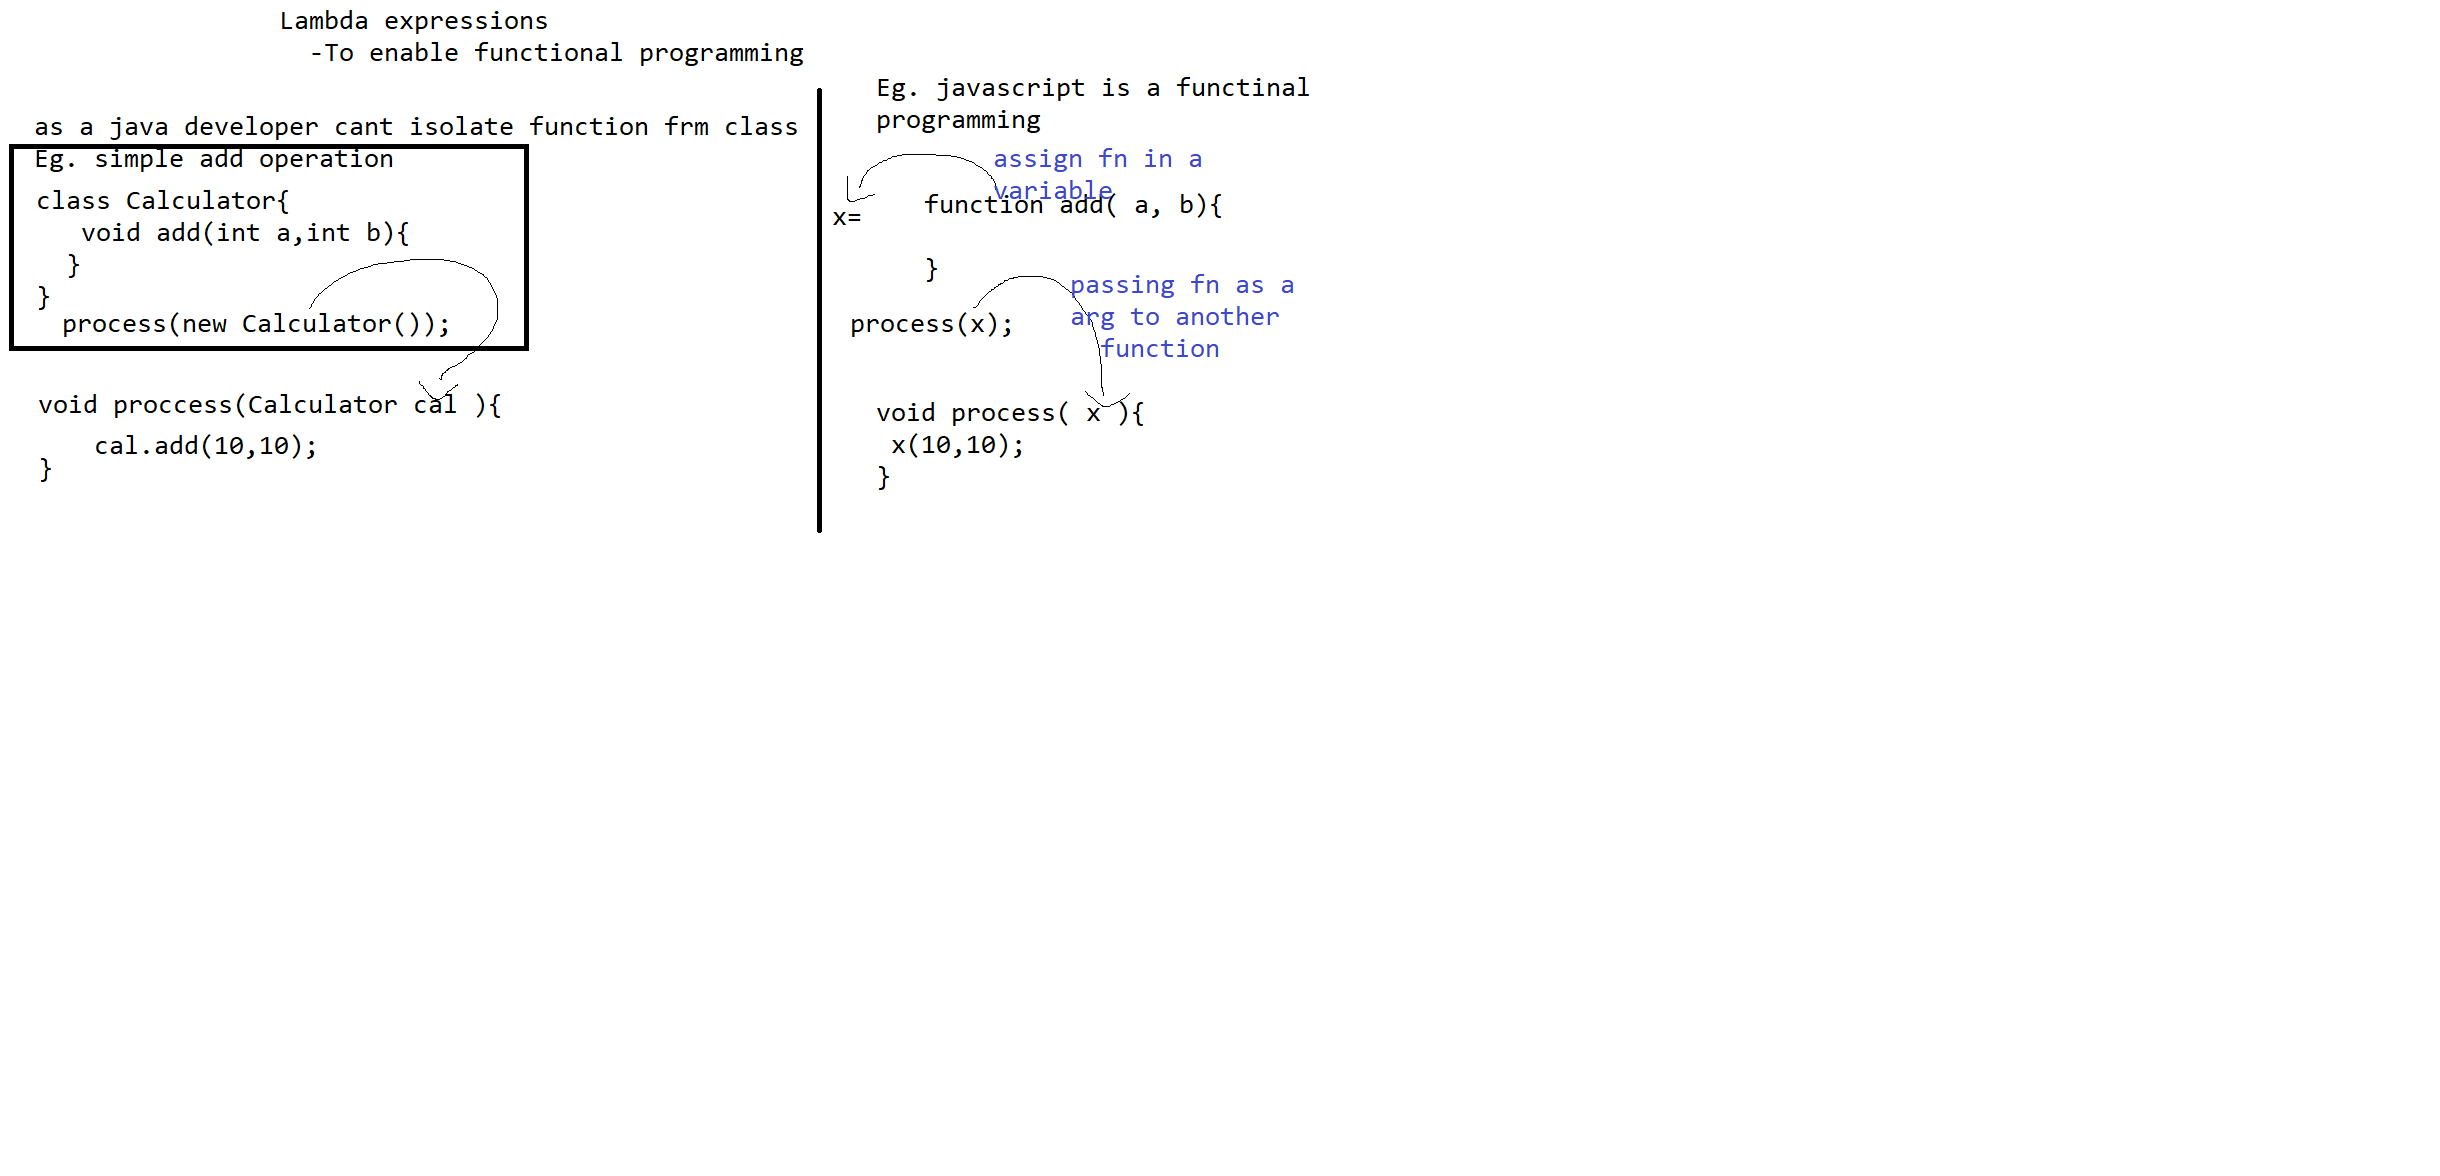 Lambda expressions
-To enable functional programming
as a java developer cant isolate function frm class
Eg. simple add operation
class Calculator{
void add(int a,int b){
}
}
process(new Calculator());
void proccess(Calculator cal ){
cal.add(10,10);
}
Eg. javascript is a functinal
programming
assign fn in a
variable
x=
function add( a, b){
}
passing fn as a
arg to another
function
process(x);
void process( x ){
x(10,10);
}